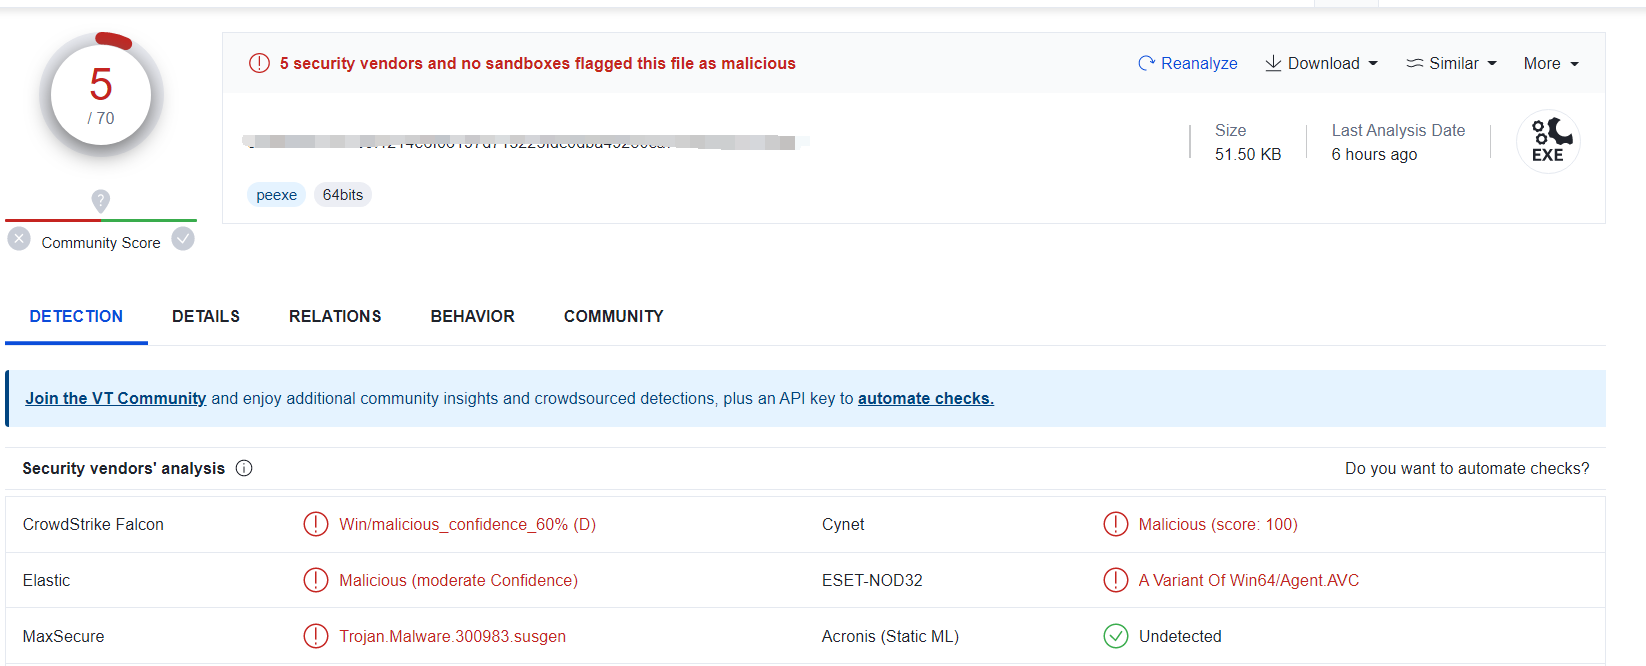 5
/ 70
Community Score
5 security vendors and no sandboxes flagged this file as malicious
Reanalyze
Download
Similar
More
Size
51.50 KB
Last Analysis Date
6 hours ago
EXE
peexe
64bits
DETECTION
DETAILS
RELATIONS
BEHAVIOR
COMMUNITY
Join the VT Community and enjoy additional community insights and crowdsourced detections, plus an API key to automate checks.
Security vendors' analysis
Do you want to automate checks?
CrowdStrike Falcon
Win/malicious_confidence_60% (D)
Cynet
Malicious (score: 100)
Elastic
Malicious (moderate Confidence)
ESET-NOD32
A Variant Of Win64/Agent.AVC
MaxSecure
Trojan.Malware.300983.susgen
Acronis (Static ML)
Undetected